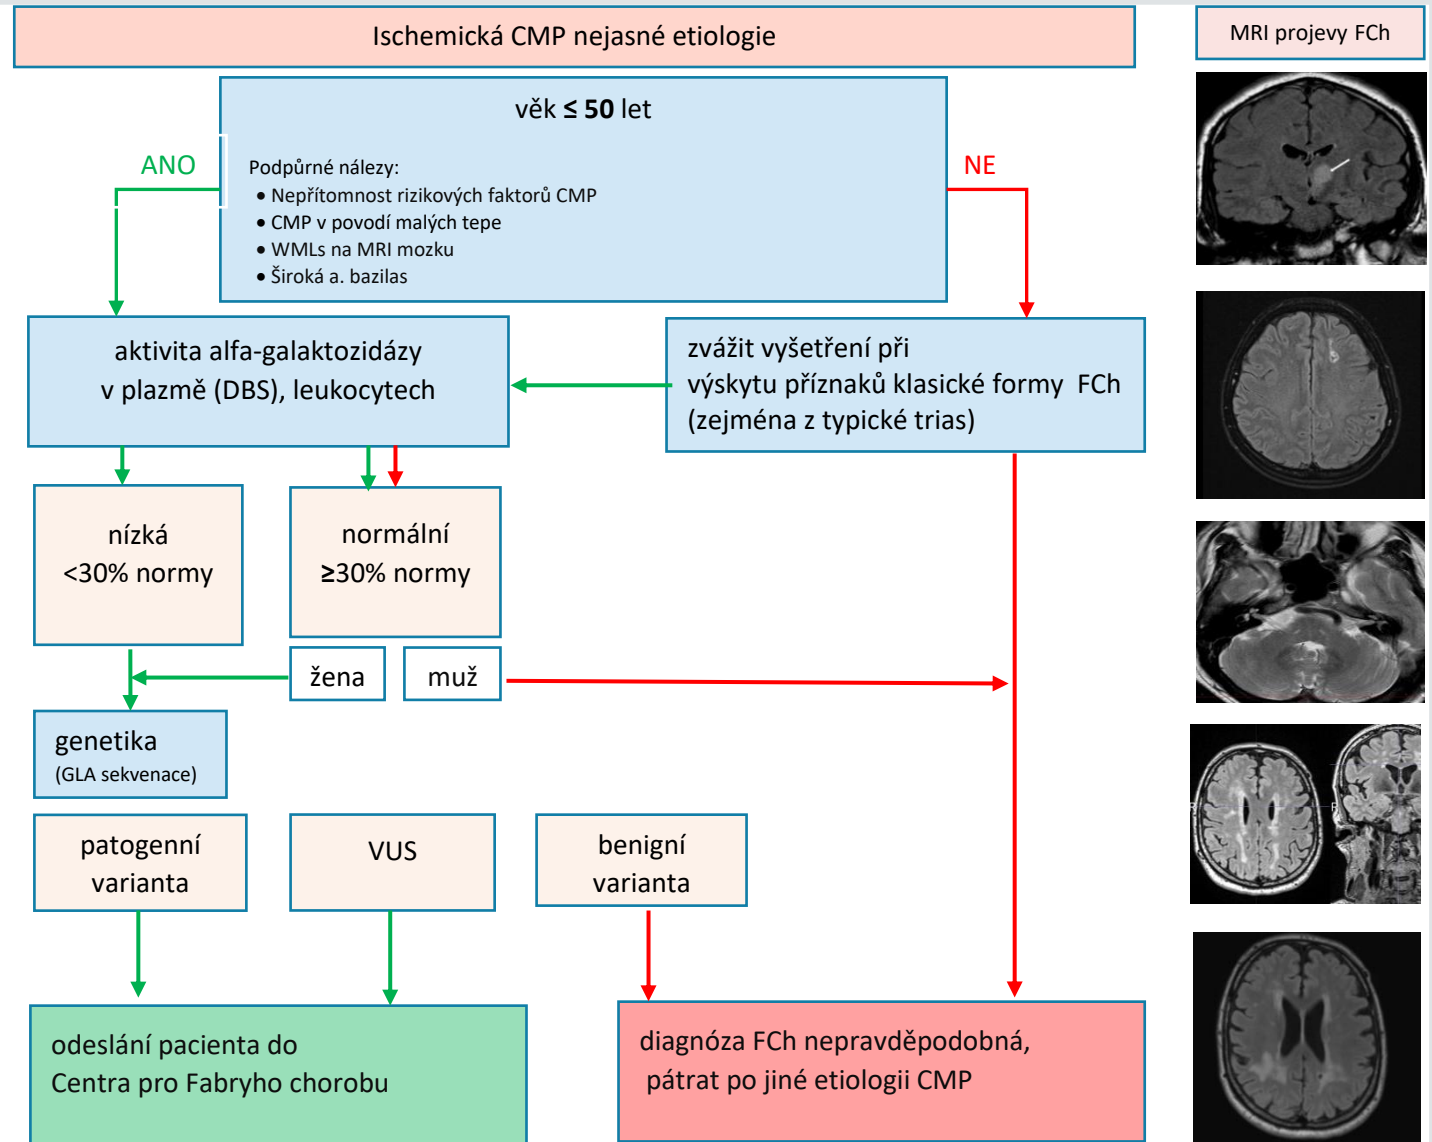 Ischemická CMP nejasné etiologie
MRI projevy FCh
věk ≤ 50 let
ANO
NE
Podpůrné nálezy:
• Nepřítomnost rizikových faktorů CMP
• CMP v povodí malých tepe
• WMLs na MRI mozku
• Široká a. bazilas
aktivita alfa-galaktozidázy
v plazmě (DBS), leukocytech
zvážit vyšetření při
výskytu příznaků klasické formy FCh
(zejména z typické trias)
nízká
<30% normy
normální
≥30% normy
žena
muž
genetika
(GLA sekvenace)
patogenní
varianta
VUS
benigní
varianta
odeslání pacienta do
Centra pro Fabryho chorobu
diagnóza FCh nepravděpodobná,
pátrat po jiné etiologii CMP